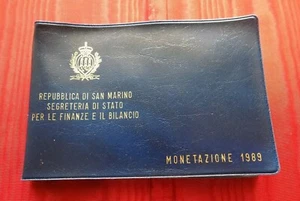 REPUBBLICA DI SAN MARINO
SEGRETERIA DI STATO
PER LE FINANZE E IL BILANCIO
MONETAZIONE 1989